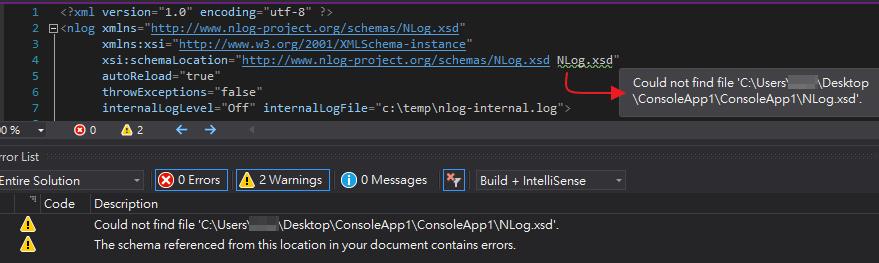 1 <?xml version="1.0" encoding="utf-8" ?>
2 <nlog xmlns="http://www.nlog-project.org/schemas/NLog.xsd"
3 xmlns:xsi="http://www.w3.org/2001/XMLSchema-instance"
4 xsi:schemaLocation="http://www.nlog-project.org/schemas/NLog.xsd NLog.xsd"
5 autoReload="true"
6 throwExceptions="false"
7 internalLogLevel="Off" internalLogFile="c:\temp\nlog-internal.log">
Could not find file 'C:\Users\ \Desktop
\ConsoleApp1\ConsoleApp1\NLog.xsd'.
00 % 0 2
rror List
Entire Solution 0 Errors 2 Warnings 0 Messages Build + IntelliSense
Code Description
Could not find file 'C:\Users\ \Desktop\ConsoleApp1\ConsoleApp1\NLog.xsd'.
The schema referenced from this location in your document contains errors.